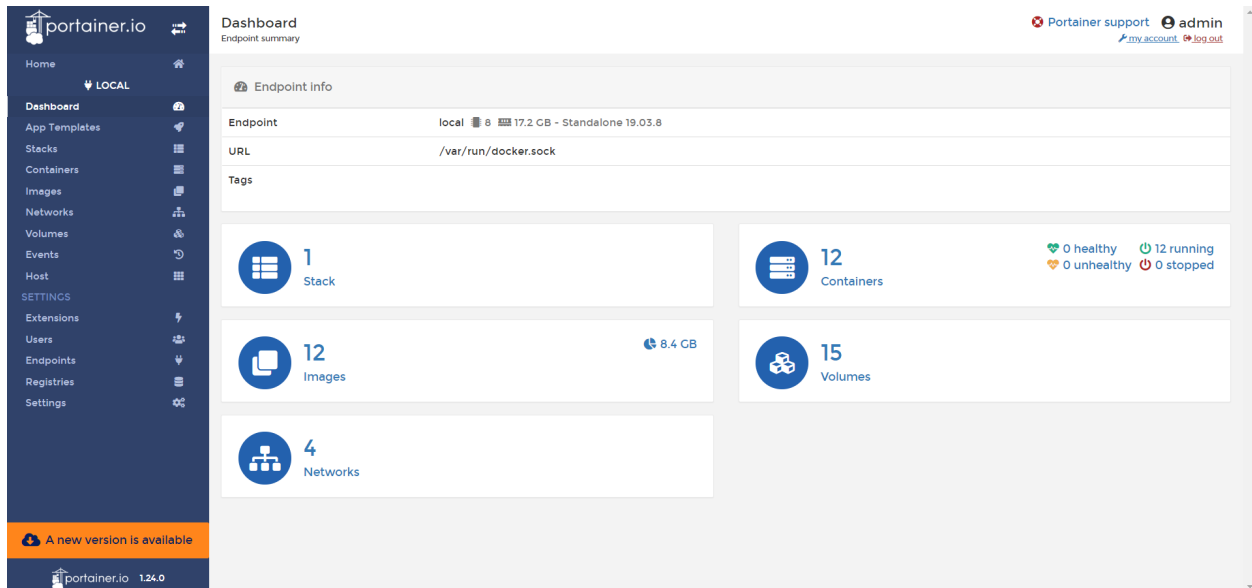 portainer.io
Home
LOCAL
Dashboard
App Templates
Stacks
Containers
Images
Networks
Volumes
Events
Host
SETTINGS
Extensions
Users
Endpoints
Registries
Settings
A new version is available
portainer.io 1.24.0
Dashboard
Endpoint summary
Portainer support admin
my account log out
Endpoint info
Endpoint local 8 17.2 GB - Standalone 19.03.8
URL /var/run/docker.sock
Tags
1
Stack
12
Containers
0 healthy 12 running
0 unhealthy 0 stopped
12
Images
8.4 GB
15
Volumes
4
Networks